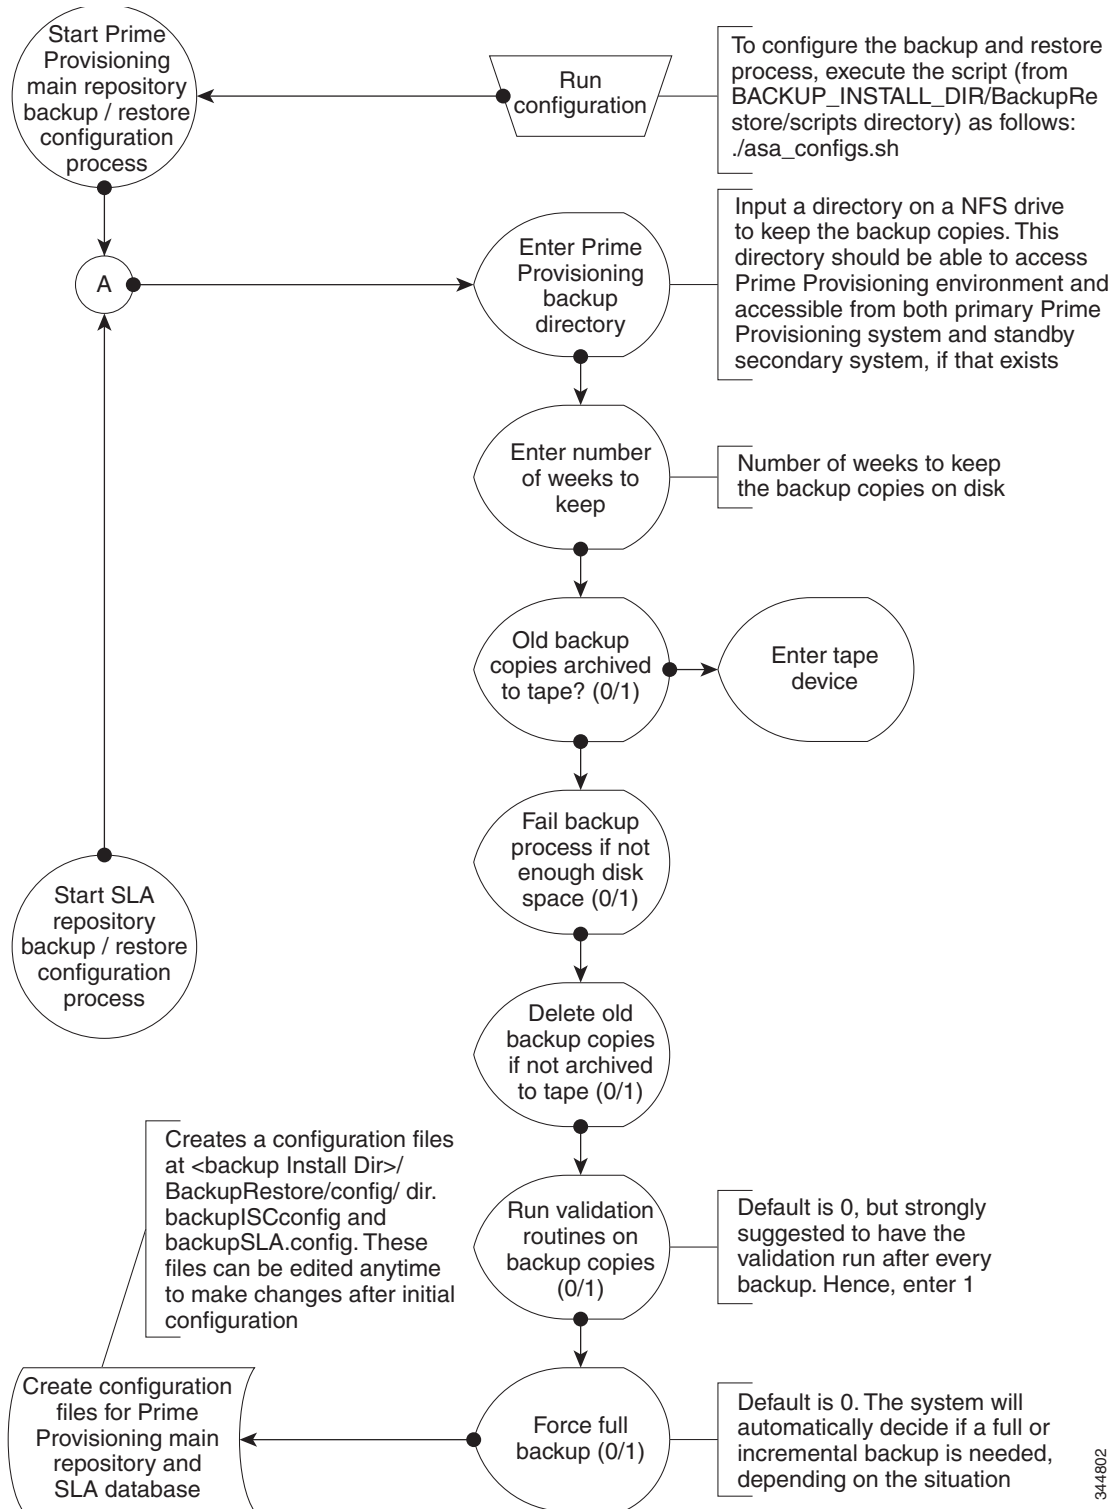 Start Prime
Provisioning
main repository
backup / restore
configuration
process
Run
configuration
To configure the backup and restore
process, execute the script (from
BACKUP_INSTALL_DIR/BackupRe
store/scripts directory) as follows:
./asa_configs.sh
A
Enter Prime
Provisioning
backup
directory
Input a directory on a NFS drive
to keep the backup copies. This
directory should be able to access
Prime Provisioning environment and
accessible from both primary Prime
Provisioning system and standby
secondary system, if that exists
Enter number
of weeks to
keep
Number of weeks to keep
the backup copies on disk
Old backup
copies archived
to tape? (0/1)
Enter tape
device
Fail backup
process if not
enough disk
space (0/1)
Start SLA
repository
backup / restore
configuration
process
Delete old
backup copies
if not archived
to tape (0/1)
Creates a configuration files
at <backup Install Dir>/
BackupRestore/config/ dir.
backupISCconfig and
backupSLA.config. These
files can be edited anytime
to make changes after initial
configuration
Run validation
routines on
backup copies
(0/1)
Default is 0, but strongly
suggested to have the
validation run after every
backup. Hence, enter 1
Create configuration
files for Prime
Provisioning main
repository and
SLA database
Force full
backup (0/1)
Default is 0. The system will
automatically decide if a full or
incremental backup is needed,
depending on the situation
344802